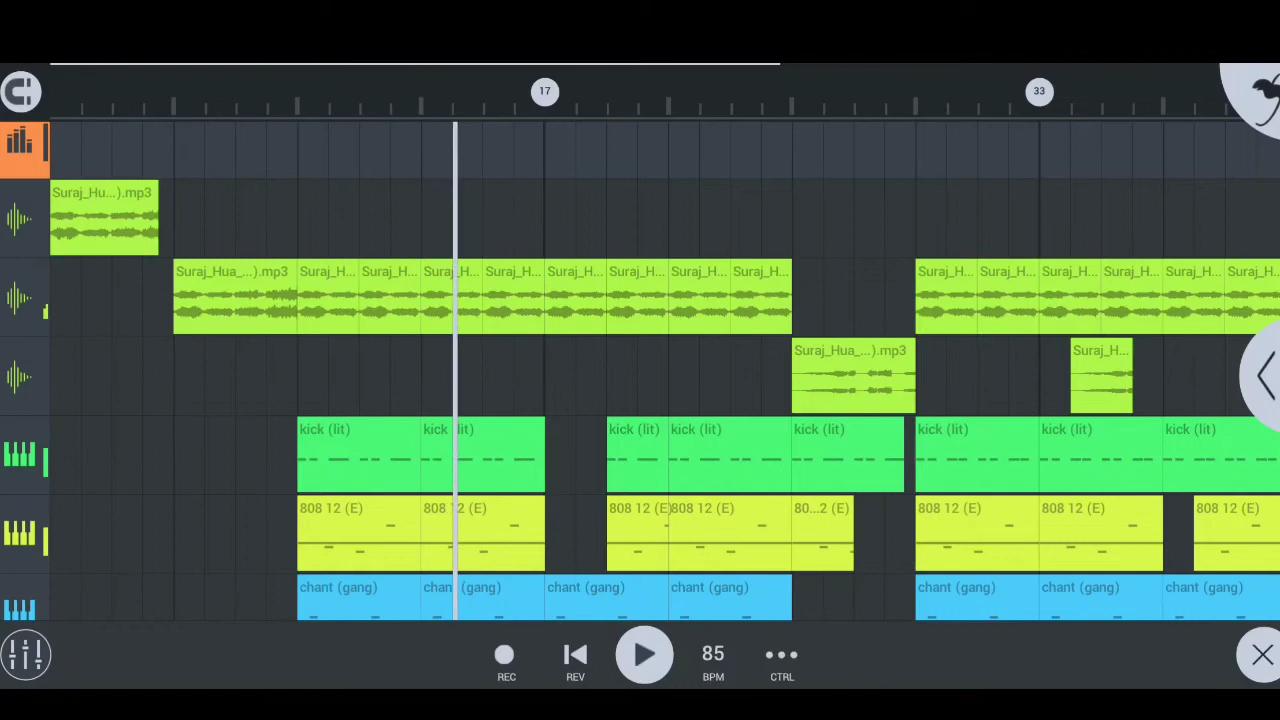 17 33
Suraj_Hu...).mp3
Suraj_Hua_...).mp3 Suraj_H... Suraj_H... Suraj_H... Suraj_H... Suraj_H... Suraj_H... Suraj_H... Suraj_H... Suraj_H... Suraj_H... Suraj_H... Suraj_H... Suraj_H... Suraj_H...
Suraj_Hua_...).mp3 Suraj_H...
kick (lit) kick (lit) kick (lit) kick (lit) kick (lit) kick (lit) kick (lit) kick (lit)
808 12 (E) 808 12 (E) 808 12 (E) 808 12 (E) 80...2 (E) 808 12 (E) 808 12 (E) 808 12 (E)
chant (gang) chant (gang) chant (gang) chant (gang) chant (gang) chant (gang) chant (gang)
85
REC REV BPM CTRL